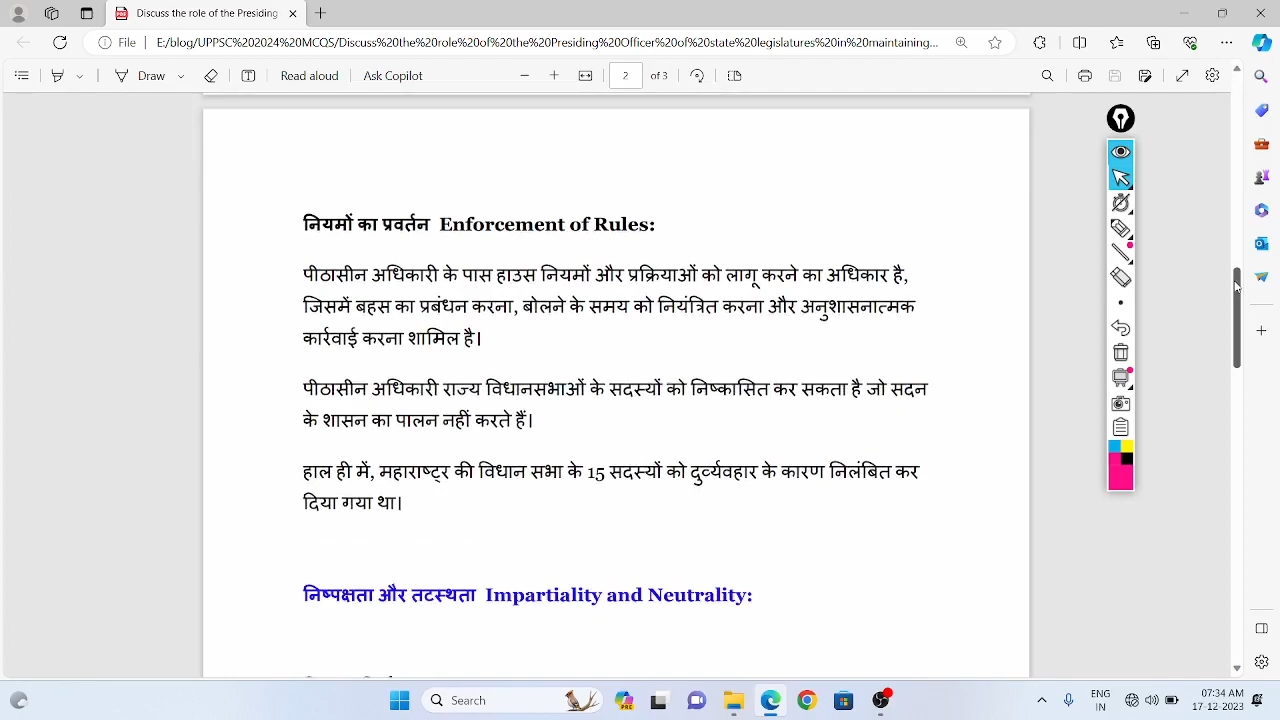 Discuss the role of the Presiding
File E:/blog/UPPSC%202024%20MCQS/Discuss%20the%20role%20of%20the%20Presiding%20Office%20of%20state%20legislatures%20in%20maintaining...
Draw Read aloud Ask Copilot 2 of 3
नियमों का प्रवर्तन Enforcement of Rules:
पीठासीन अधिकारी के पास हाउस नियमों और प्रक्रियाओं को लागू करने का अधिकार है,
जिसमें बहस का प्रबंधन करना, बोलने के समय को नियंत्रित करना और अनुशासनात्मक
कार्रवाई करना शामिल है।
पीठासीन अधिकारी राज्य विधानसभाओं के सदस्यों को निष्कासित कर सकता है जो सदन
के शासन का पालन नहीं करते हैं।
हाल ही में, महाराष्ट्र की विधान सभा के 15 सदस्यों को दुर्व्यवहार के कारण निलंबित कर
दिया गया था।
निष्पक्षता और तटस्थता Impartiality and Neutrality:
Search
ENG 07:34 AM
IN 17-12-2023